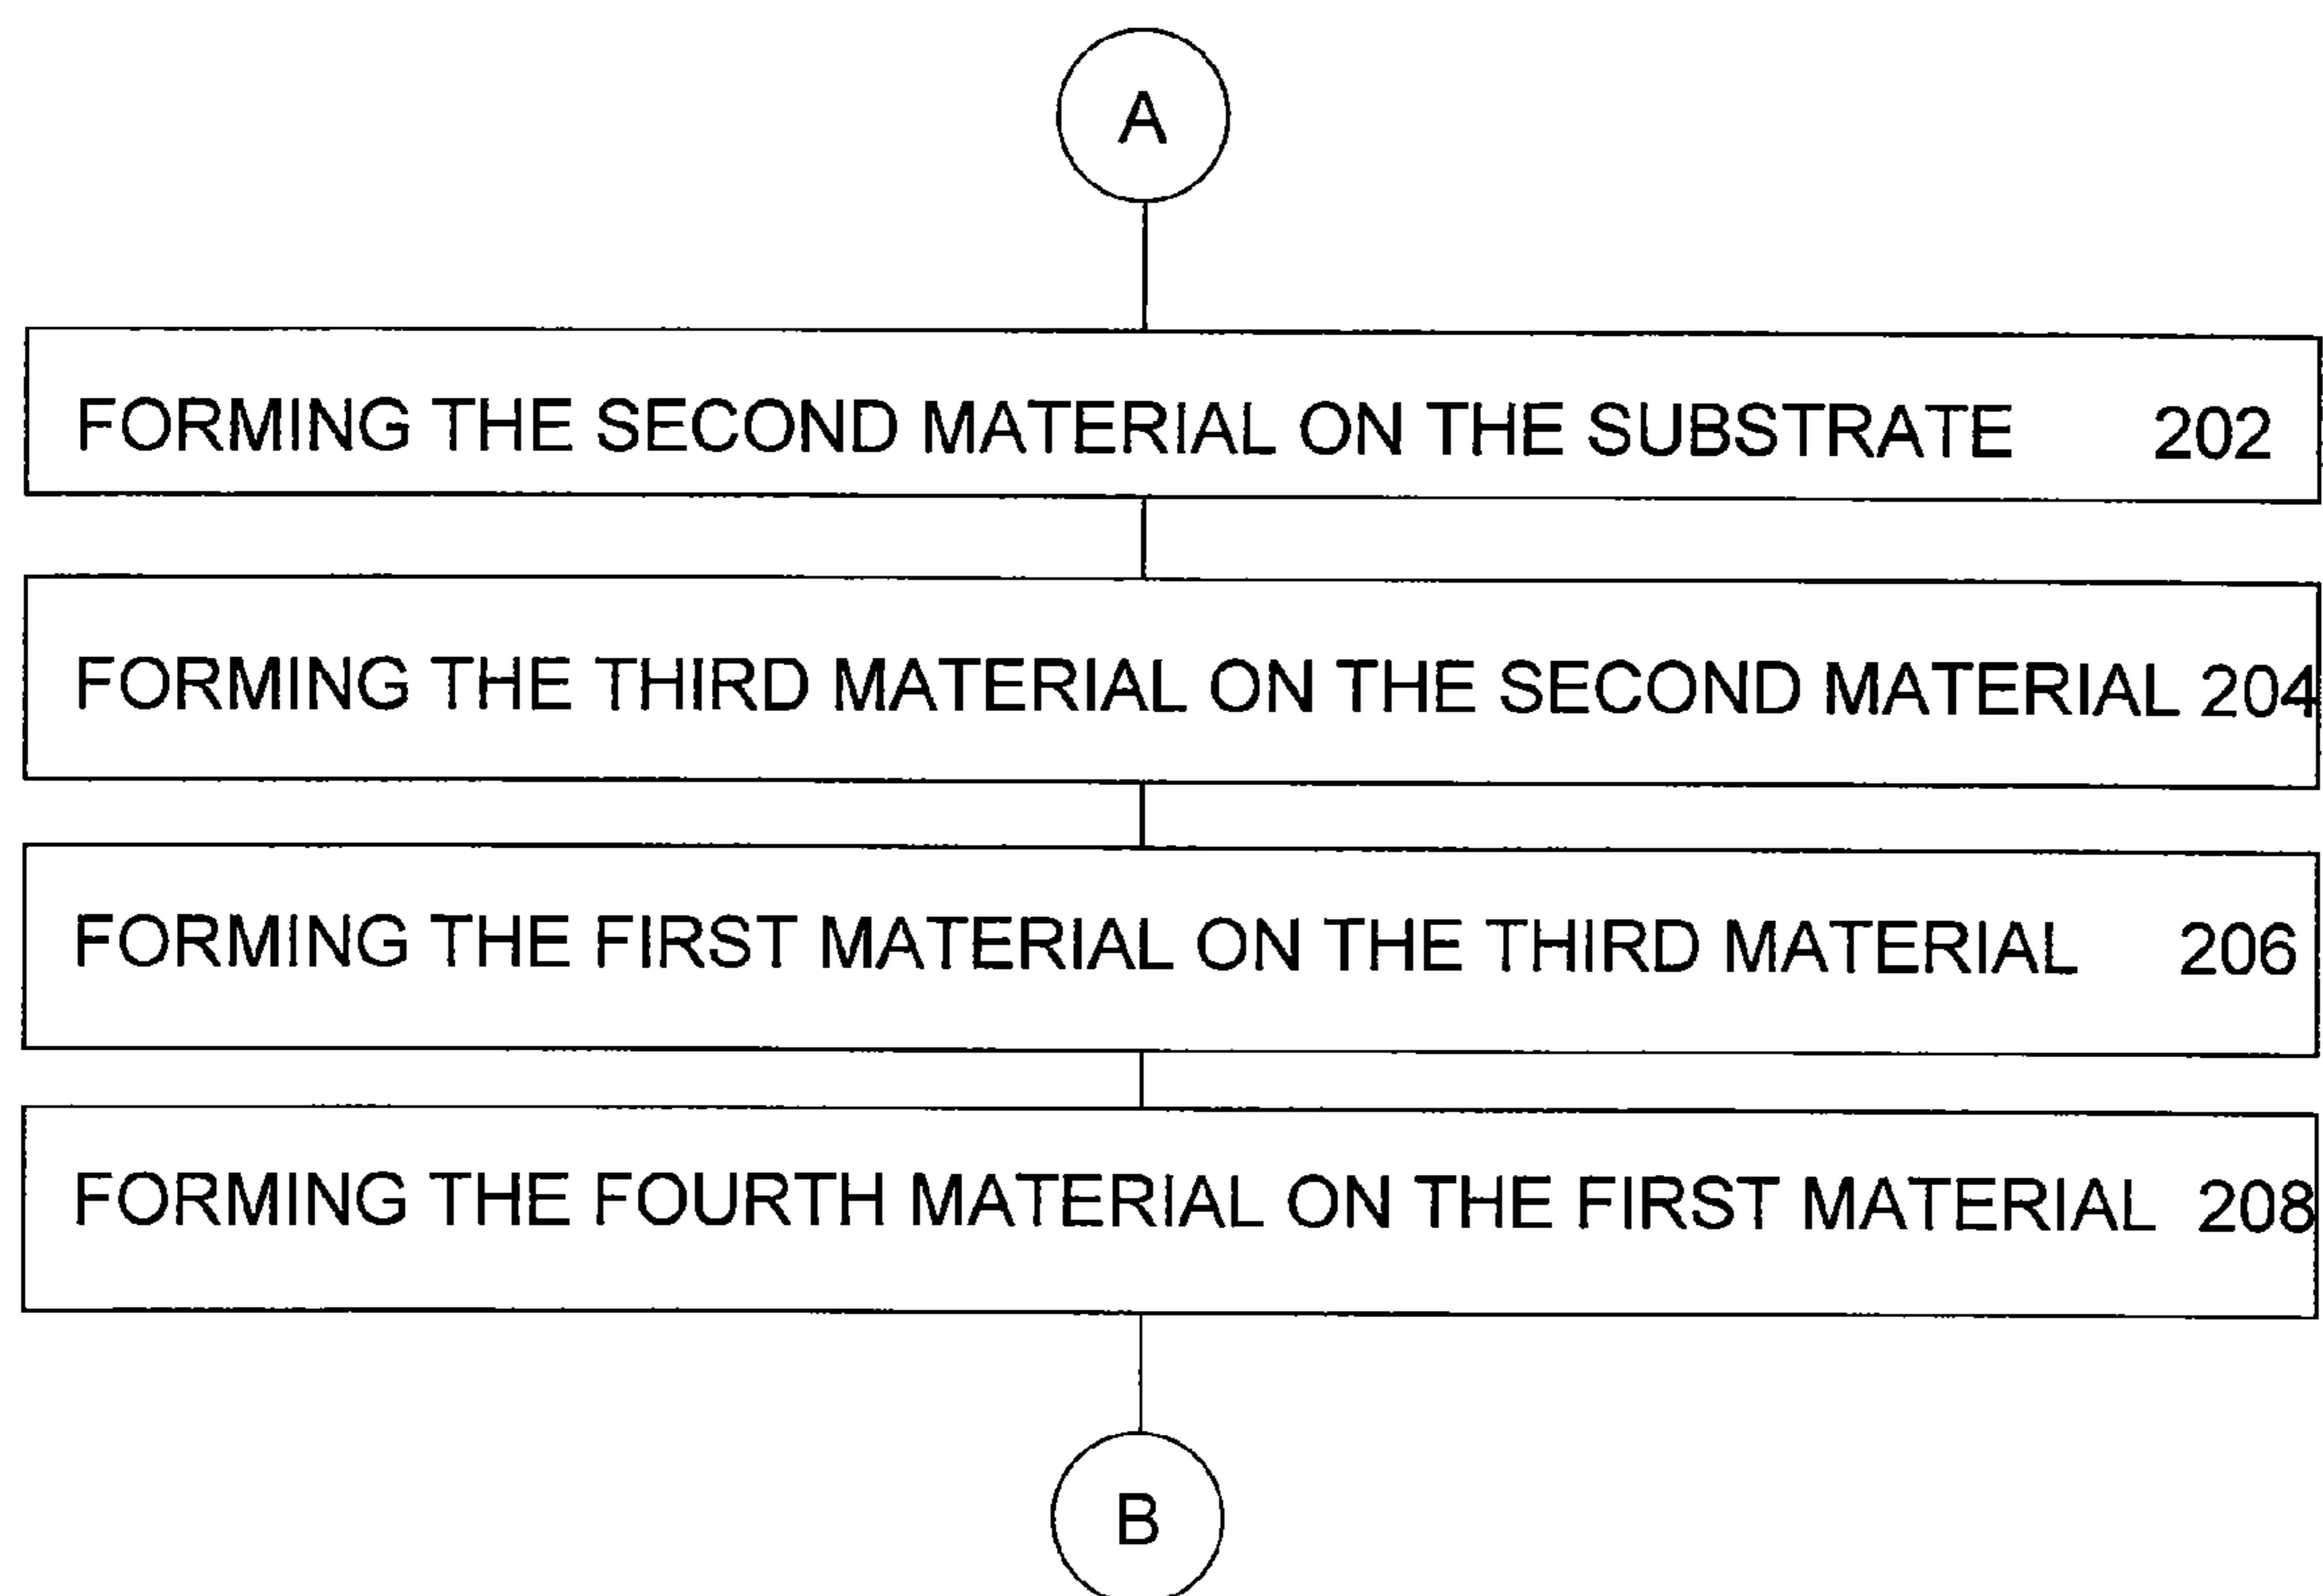 A
FORMING THE SECOND MATERIAL ON THE SUBSTRATE 202
FORMING THE THIRD MATERIAL ON THE SECOND MATERIAL 204
FORMING THE FIRST MATERIAL ON THE THIRD MATERIAL 206
FORMING THE FOURTH MATERIAL ON THE FIRST MATERIAL 208
B